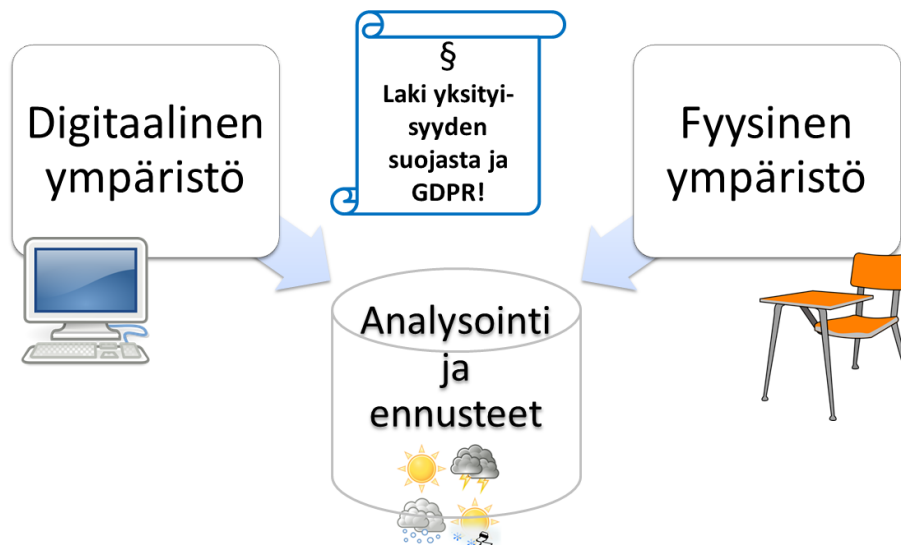 Digitaalinen
ympäristö
§
Laki yksityi-
syyden
suojasta ja
GDPR!
Fyysinen
ympäristö
Analysointi
ja
ennusteet